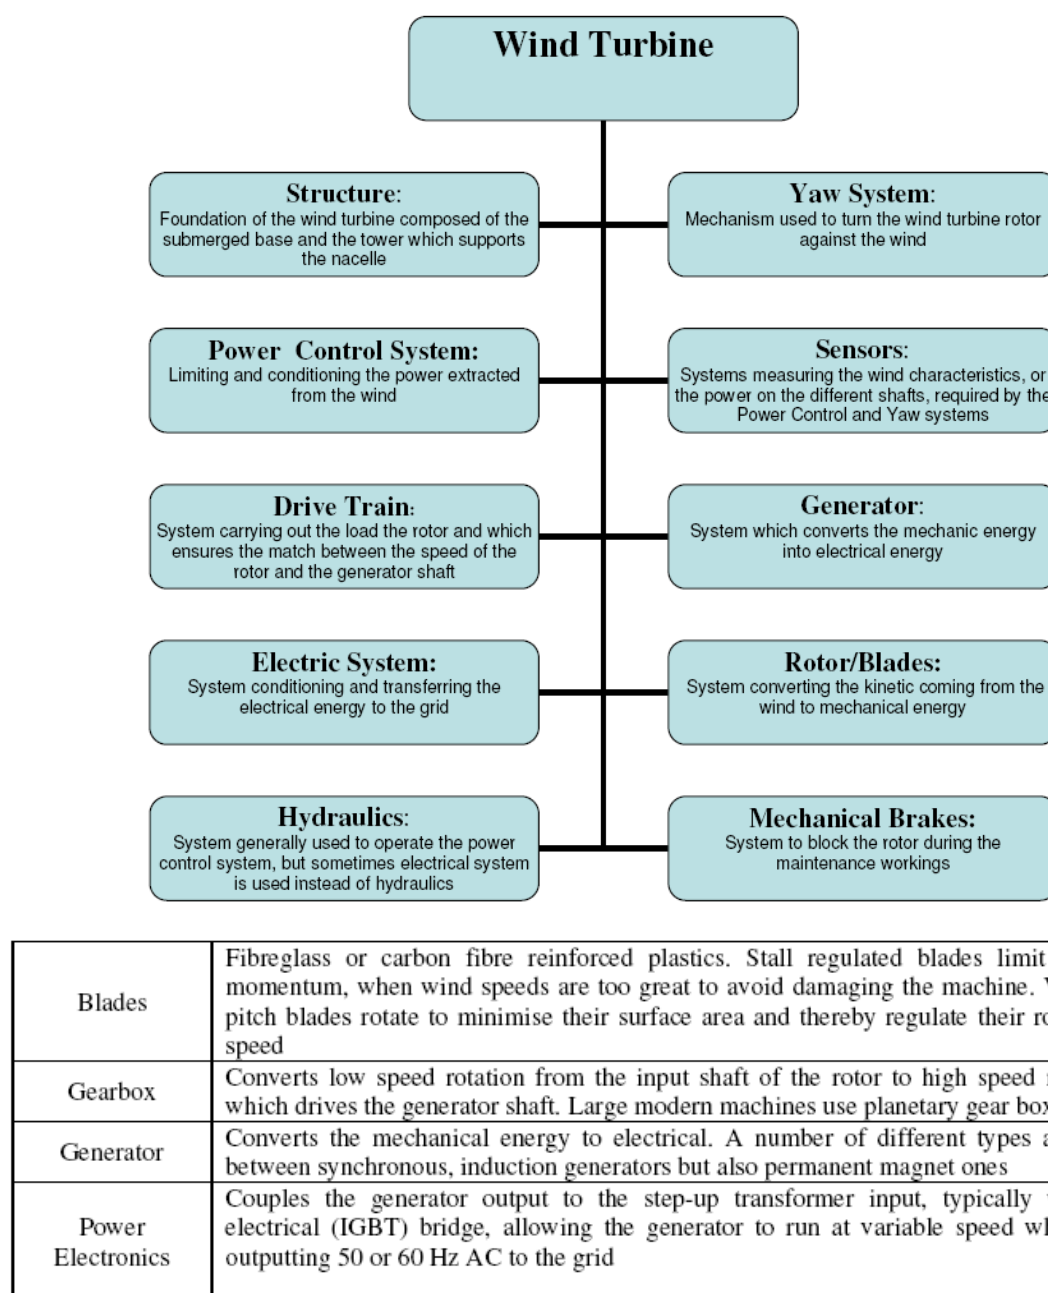 Wind Turbine
Structure:
Foundation of the wind turbine composed of the
submerged base and the tower which supports
the nacelle
Yaw System:
Mechanism used to turn the wind turbine rotor
against the wind
Power Control System:
Limiting and conditioning the power extracted
from the wind
Sensors:
Systems measuring the wind characteristics, or
the power on the different shafts, required by the
Power Control and Yaw systems
Drive Train:
System carrying out the load the rotor and which
ensures the match between the speed of the
rotor and the generator shaft
Generator:
System which converts the mechanic energy
into electrical energy
Electric System:
System conditioning and transferring the
electrical energy to the grid
Rotor/Blades:
System converting the kinetic coming from the
wind to mechanical energy
Hydraulics:
System generally used to operate the power
control system, but sometimes electrical system
is used instead of hydraulics
Mechanical Brakes:
System to block the rotor during the
maintenance workings
Blades
Fibreglass or carbon fibre reinforced plastics. Stall regulated blades limit
momentum, when wind speeds are too great to avoid damaging the machine.
pitch blades rotate to minimise their surface area and thereby regulate their
speed
Gearbox
Converts low speed rotation from the input shaft of the rotor to high speed
which drives the generator shaft. Large modern machines use planetary gear
Generator
Converts the mechanical energy to electrical. A number of different types
between synchronous, induction generators but also permanent magnet ones
Power
Electronics
Couples the generator output to the step-up transformer input, typically
electrical (IGBT) bridge, allowing the generator to run at variable speed
outputting 50 or 60 Hz AC to the grid